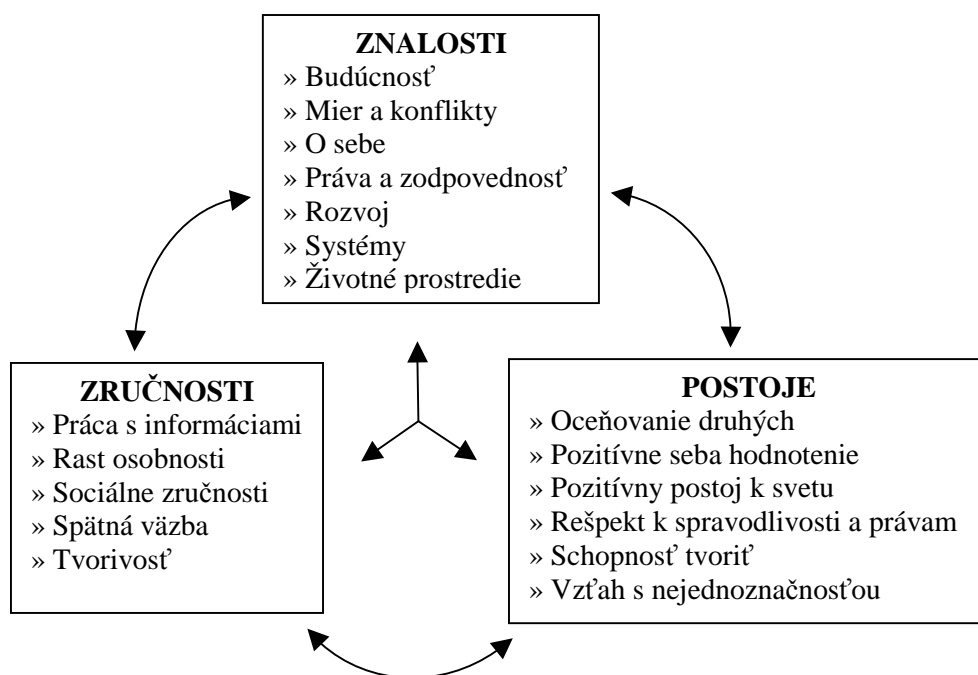 ZNALOSTI
» Budúcnosť
» Mier a konflikty
» O sebe
» Práva a zodpovednosť
» Rozvoj
» Systémy
» Životné prostredie
ZRUČNOSTI
» Práca s informáciami
» Rast osobnosti
» Sociálne zručnosti
» Spätná väzba
» Tvorivosť
POSTOJE
» Oceňovanie druhých
» Pozitívne seba hodnotenie
» Pozitívny postoj k svetu
» Rešpekt k spravodlivosti a právam
» Schopnosť tvoriť
» Vzťah s nejednoznačnosťou